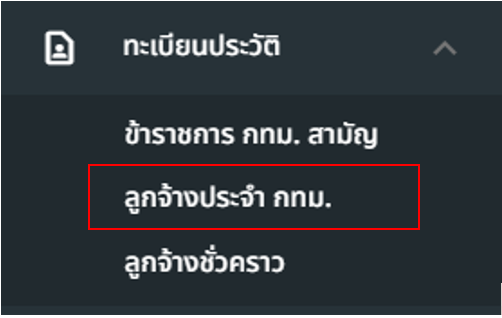 ทะเบียนประวัติ
ข้าราชการ กทม. สามัญ
ลูกจ้างประจำ กทม.
ลูกจ้างชั่วคราว